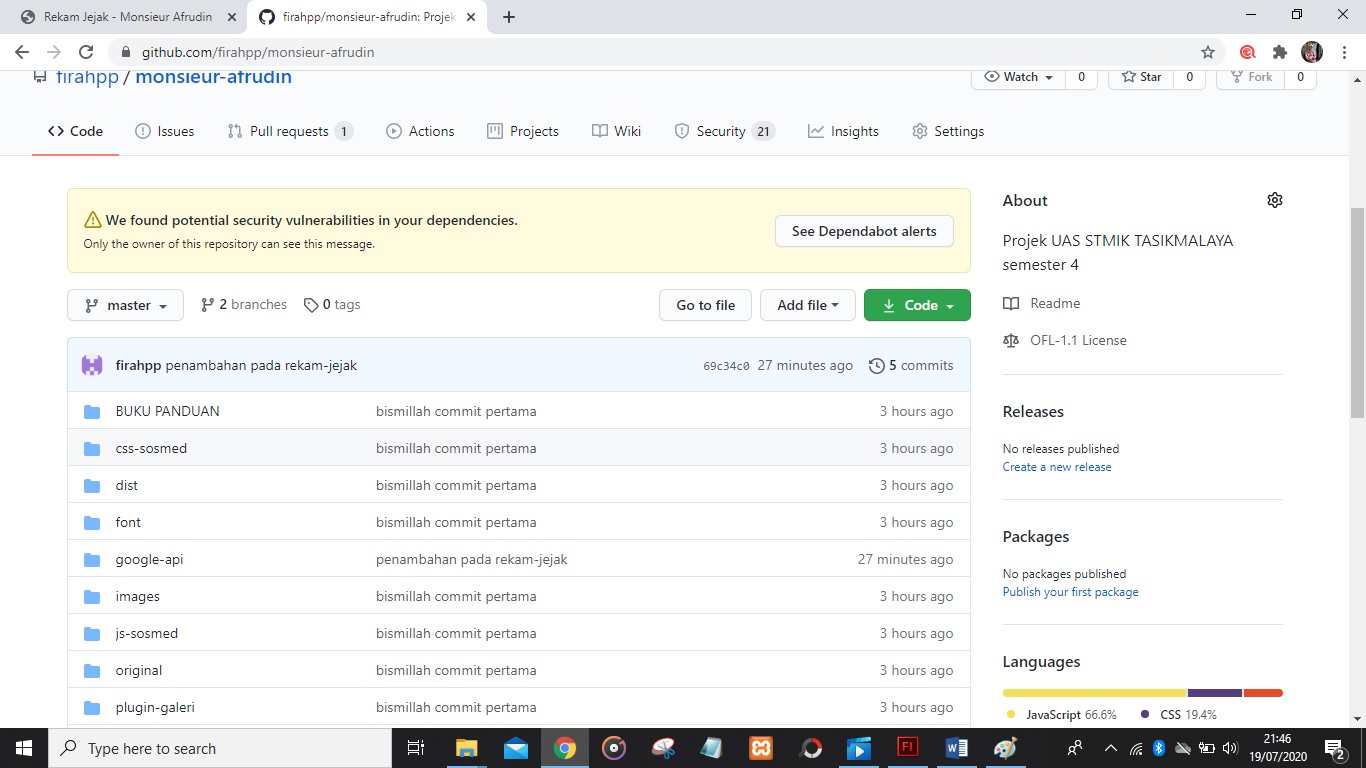 Rekam Jejak - Monsieur Afrudin
firahpp/monsieur-afrudin: Projek
github.com/firahpp/monsieur-afrudin
firahpp / monsieur-afrudin
Watch 0 Star 0 Fork 0
Code Issues Pull requests 1 Actions Projects Wiki Security 21 Insights Settings
We found potential security vulnerabilities in your dependencies.
Only the owner of this repository can see this message.
See Dependabot alerts
master 2 branches 0 tags Go to file Add file Code
firahpp penambahan pada rekam-jejak 69c34c0 27 minutes ago 5 commits
BUKU PANDUAN bismillah commit pertama 3 hours ago
css-sosmed bismillah commit pertama 3 hours ago
dist bismillah commit pertama 3 hours ago
font bismillah commit pertama 3 hours ago
google-api penambahan pada rekam-jejak 27 minutes ago
images bismillah commit pertama 3 hours ago
js-sosmed bismillah commit pertama 3 hours ago
original bismillah commit pertama 3 hours ago
plugin-galeri bismillah commit pertama 3 hours ago
About
Projek UAS STMIK TASIKMALAYA
semester 4
Readme
OFL-1.1 License
Releases
No releases published
Create a new release
Packages
No packages published
Publish your first package
Languages
JavaScript 66.6% CSS 19.4%
Type here to search
Fl
W
21:46
19/07/2020
2